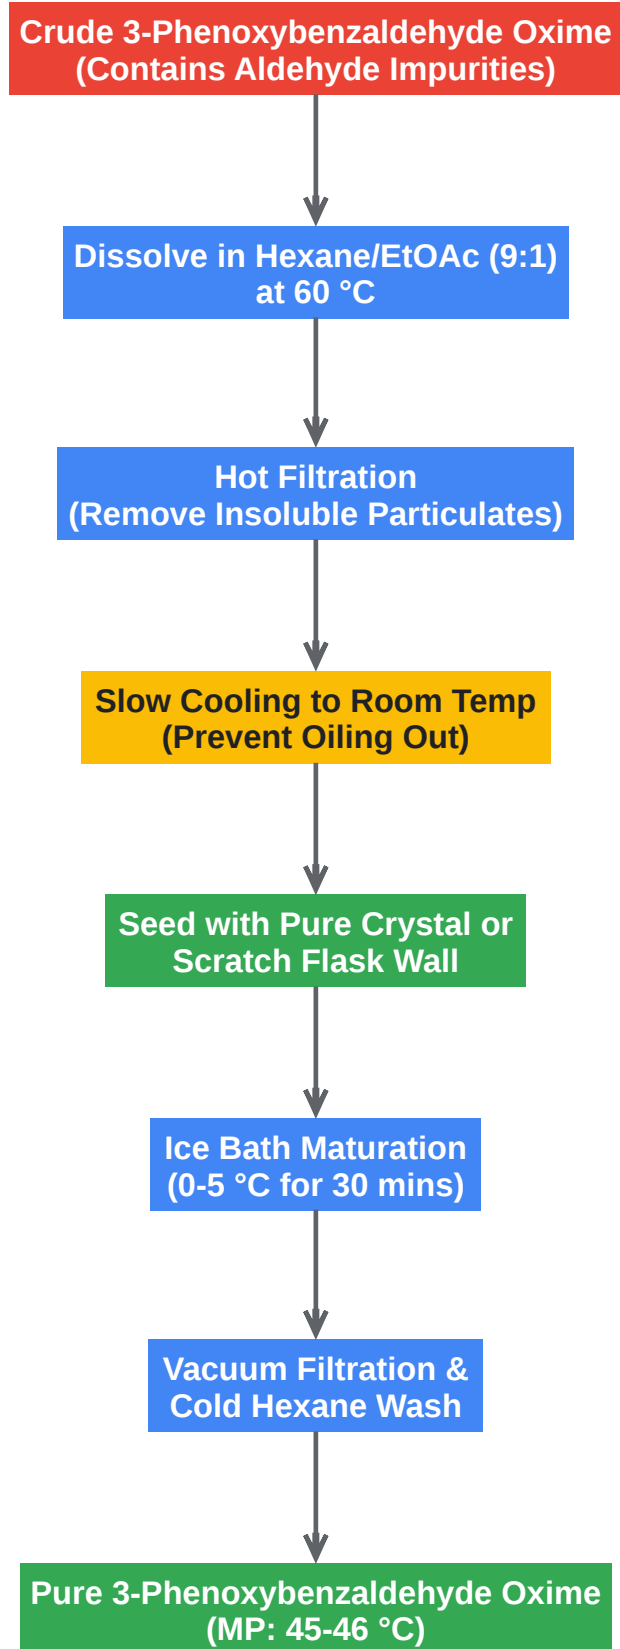 Crude 3-Phenoxybenzaldehyde Oxime
(Contains Aldehyde Impurities)
Dissolve in Hexane/EtOAc (9:1)
at 60 °C
Hot Filtration
(Remove Insoluble Particulates)
Slow Cooling to Room Temp
(Prevent Oiling Out)
Seed with Pure Crystal or
Scratch Flask Wall
Ice Bath Maturation
(0-5 °C for 30 mins)
Vacuum Filtration &
Cold Hexane Wash
Pure 3-Phenoxybenzaldehyde Oxime
(MP: 45-46 °C)